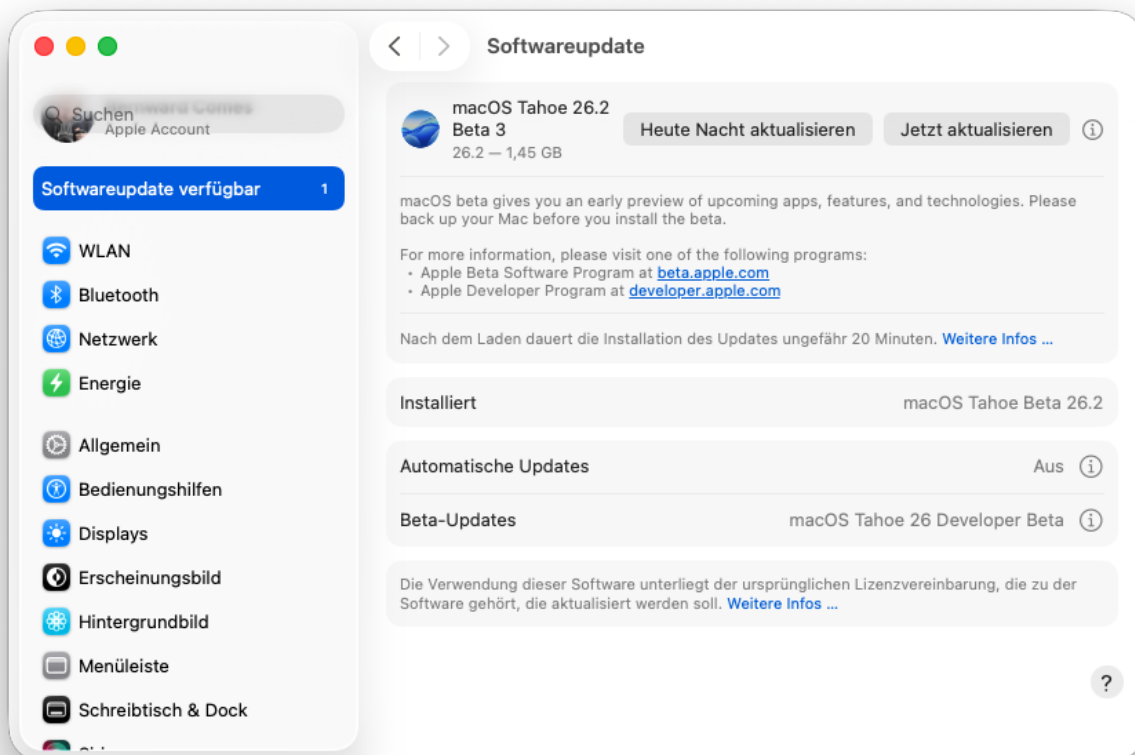 Softwareupdate
Suchen
Apple Account
Softwareupdate verfügbar 1
WLAN
Bluetooth
Netzwerk
Energie
Allgemein
Bedienungshilfen
Displays
Erscheinungsbild
Hintergrundbild
Menüleiste
Schreibtisch & Dock
macOS Tahoe 26.2
Beta 3
26.2 — 1,45 GB
Heute Nacht aktualisieren
Jetzt aktualisieren
macOS beta gives you an early preview of upcoming apps, features, and technologies. Please
back up your Mac before you install the beta.
For more information, please visit one of the following programs:
• Apple Beta Software Program at beta.apple.com
• Apple Developer Program at developer.apple.com
Nach dem Laden dauert die Installation des Updates ungefähr 20 Minuten. Weitere Infos ...
Installiert macOS Tahoe Beta 26.2
Automatische Updates Aus
Beta-Updates macOS Tahoe 26 Developer Beta
Die Verwendung dieser Software unterliegt der ursprünglichen Lizenzvereinbarung, die zu der
Software gehört, die aktualisiert werden soll. Weitere Infos ...
?